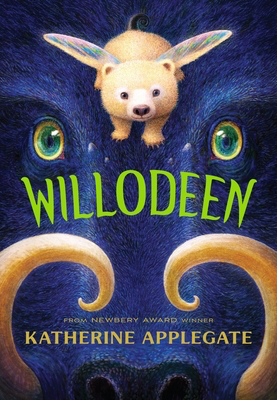 WILLODEEN
FROM NEWBERY AWARD WINNER
KATHERINE APPLEGATE